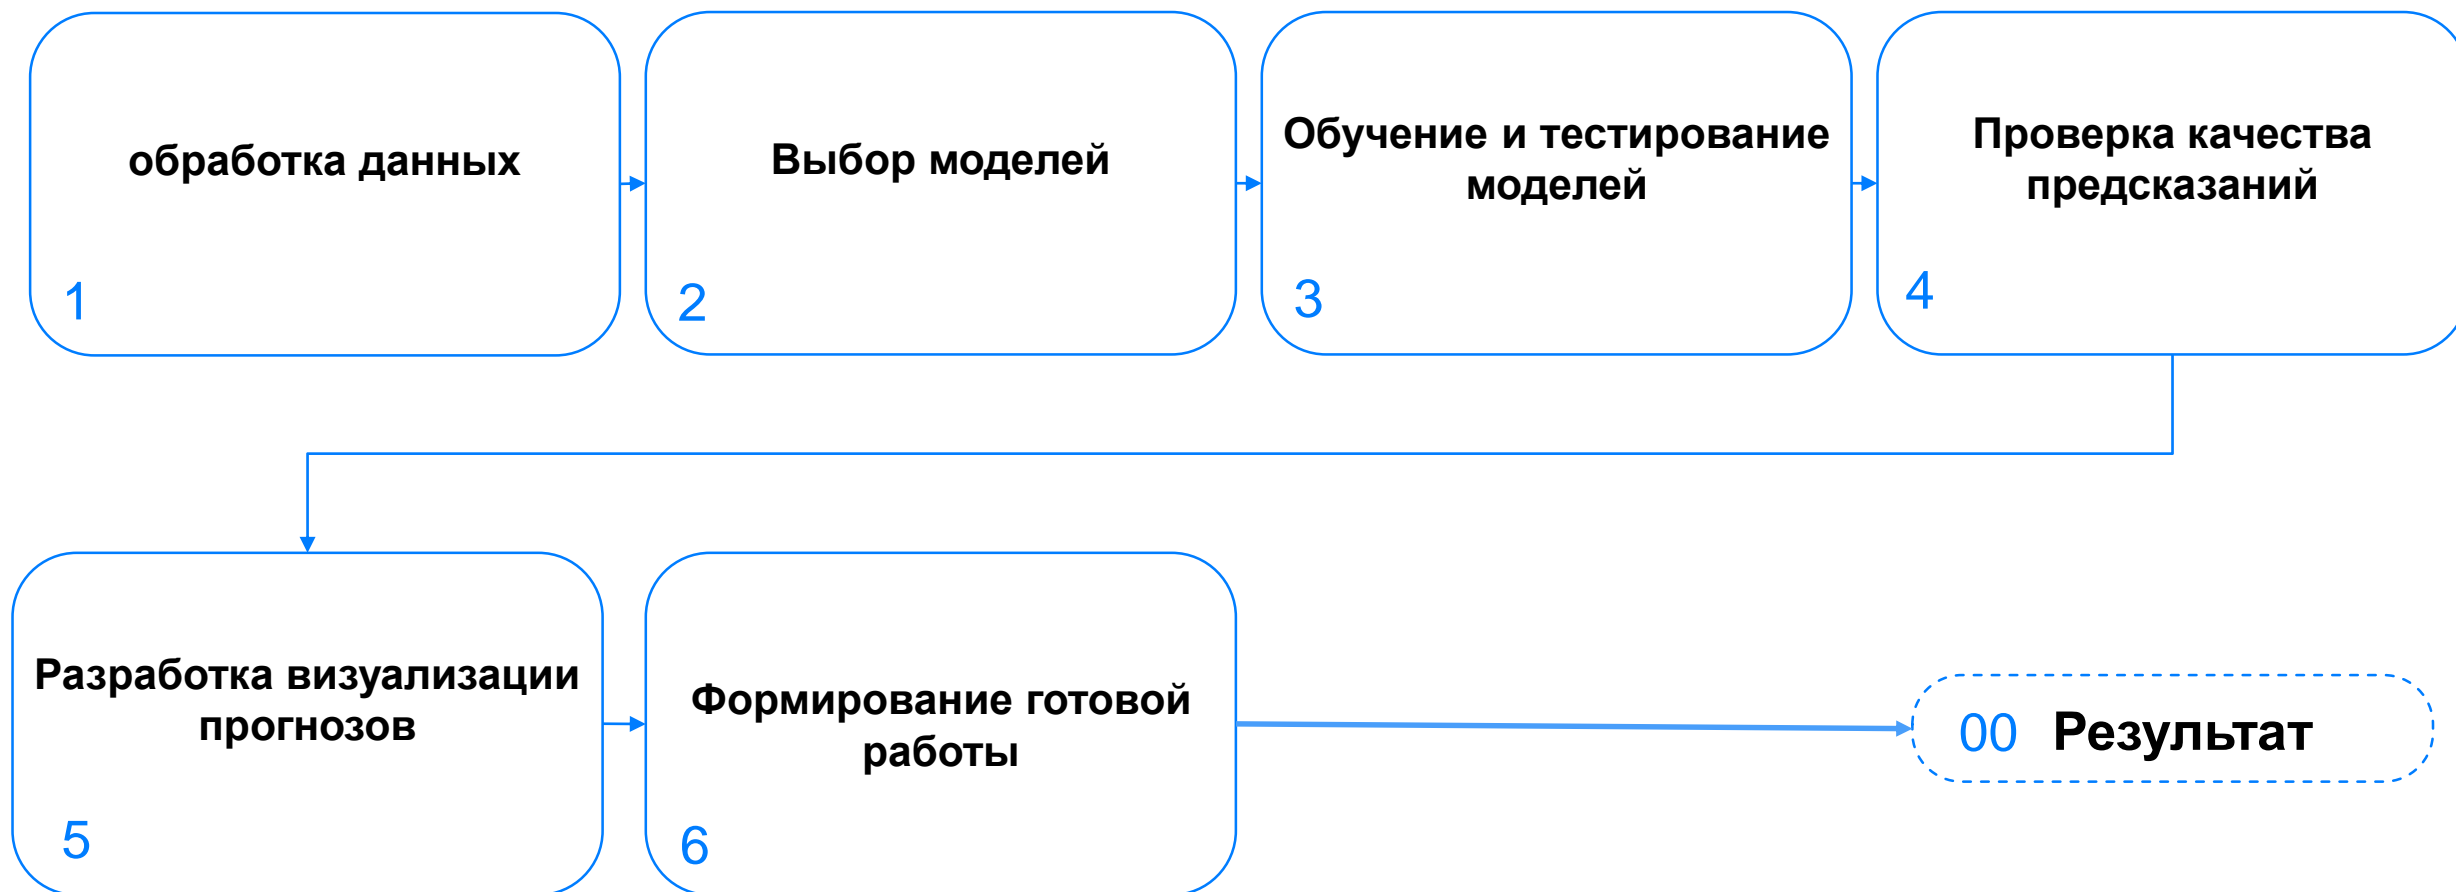 обработка данных
1
Выбор моделей
2
Обучение и тестирование
моделей
3
Проверка качества
предсказаний
4
Разработка визуализации
прогнозов
5
Формирование готовой
работы
6
00 Результат